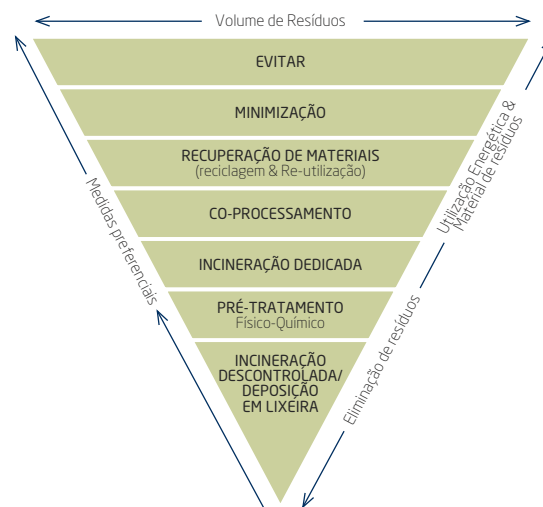 Volume de Resíduos
EVITAR
MINIMIZAÇÃO
RECUPERAÇÃO DE MATERIAIS
(reciclagem & Re-utilização)
CO-PROCESSAMENTO
INCINERAÇÃO DEDICADA
PRÉ-TRATAMENTO
Físico-Químico
INCINERAÇÃO
DESCONTROLADA/
DEPOSIÇÃO
EM LIXEIRA
Medidas preferenciais
Utilização Energética &
Material de resíduos
Eliminação de resíduos